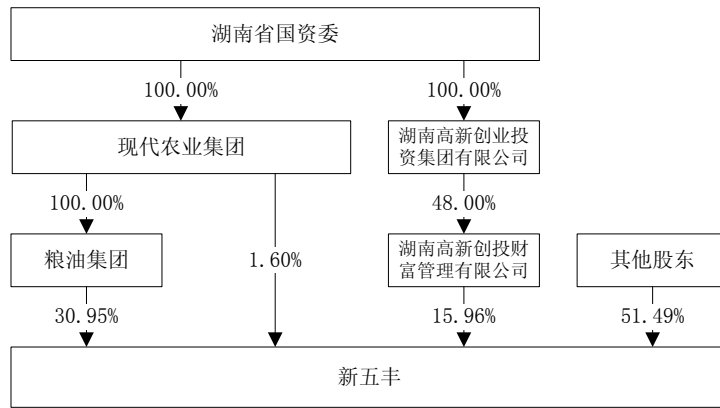 湖南省国资委
100.00%
100.00%
现代农业集团
湖南高新创业投
资集团有限公司
100.00%
48.00%
粮油集团
1.60%
湖南高新创投财
富管理有限公司
其他股东
30.95%
15.96%
51.49%
新五丰